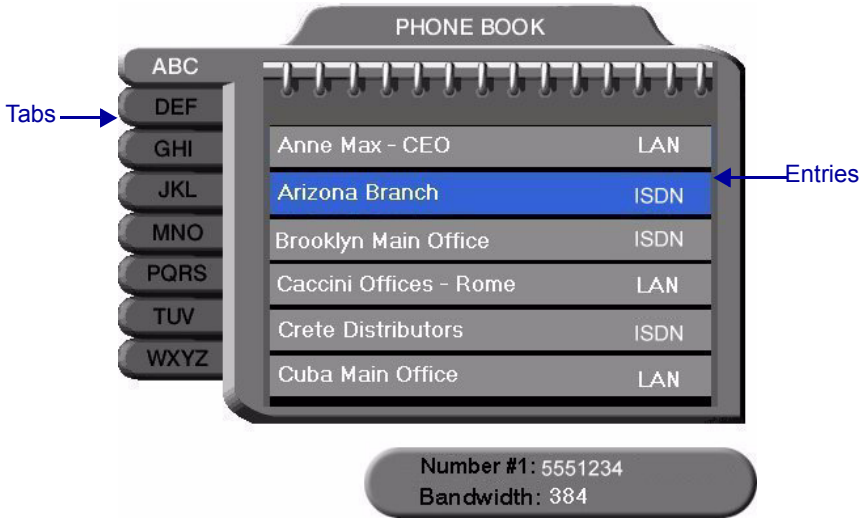 PHONE BOOK
ABC
DEF
GHI
JKL
MNO
PQRS
TUV
WXYZ
Tabs
Anne Max - CEO LAN
Arizona Branch ISDN
Brooklyn Main Office ISDN
Caccini Offices - Rome LAN
Crete Distributors ISDN
Cuba Main Office LAN
Entries
Number #1: 5551234
Bandwidth: 384